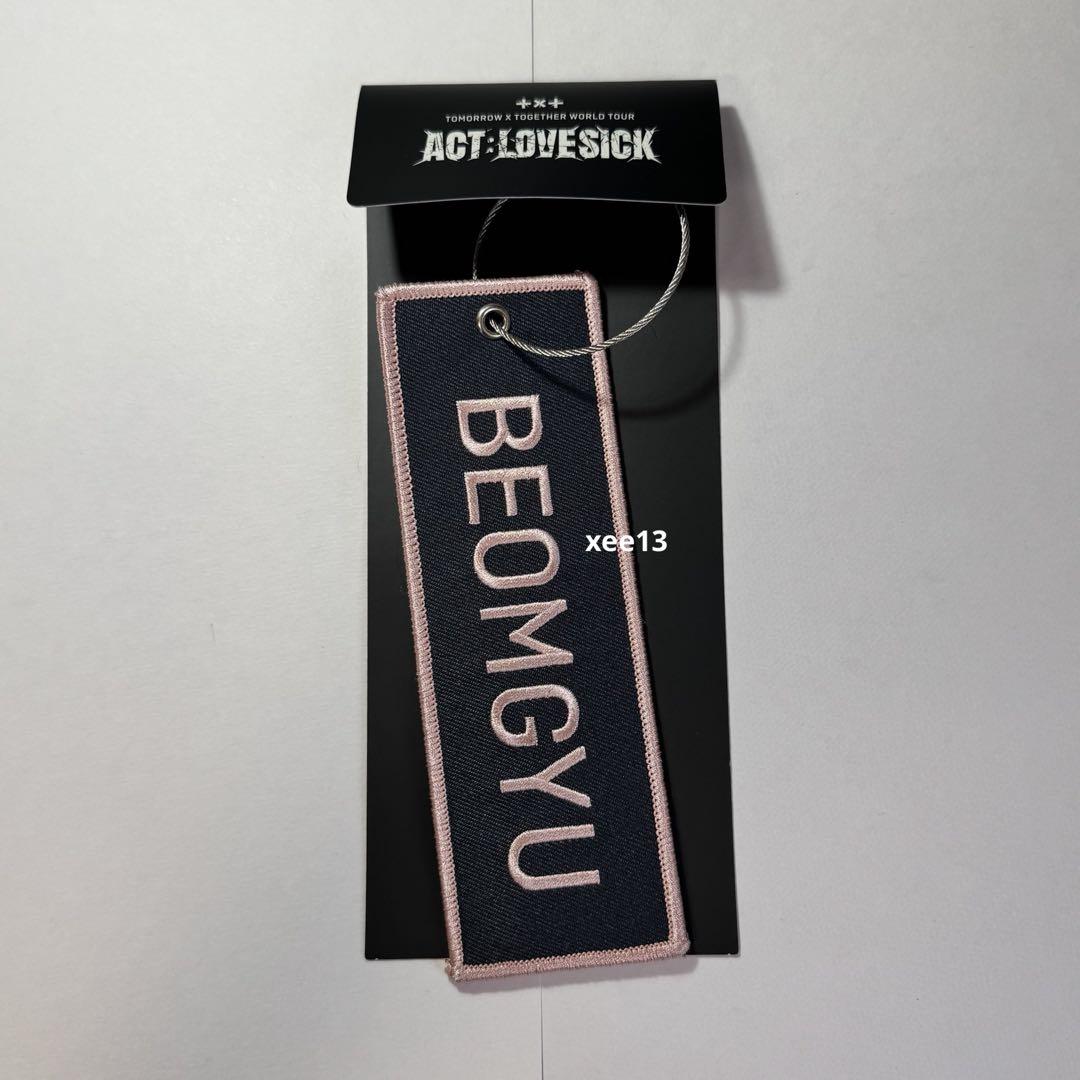 +x+
TOMORROW X TOGETHER WORLD TOUR
ACT:LOVESICK
BEOMGYU
xee13